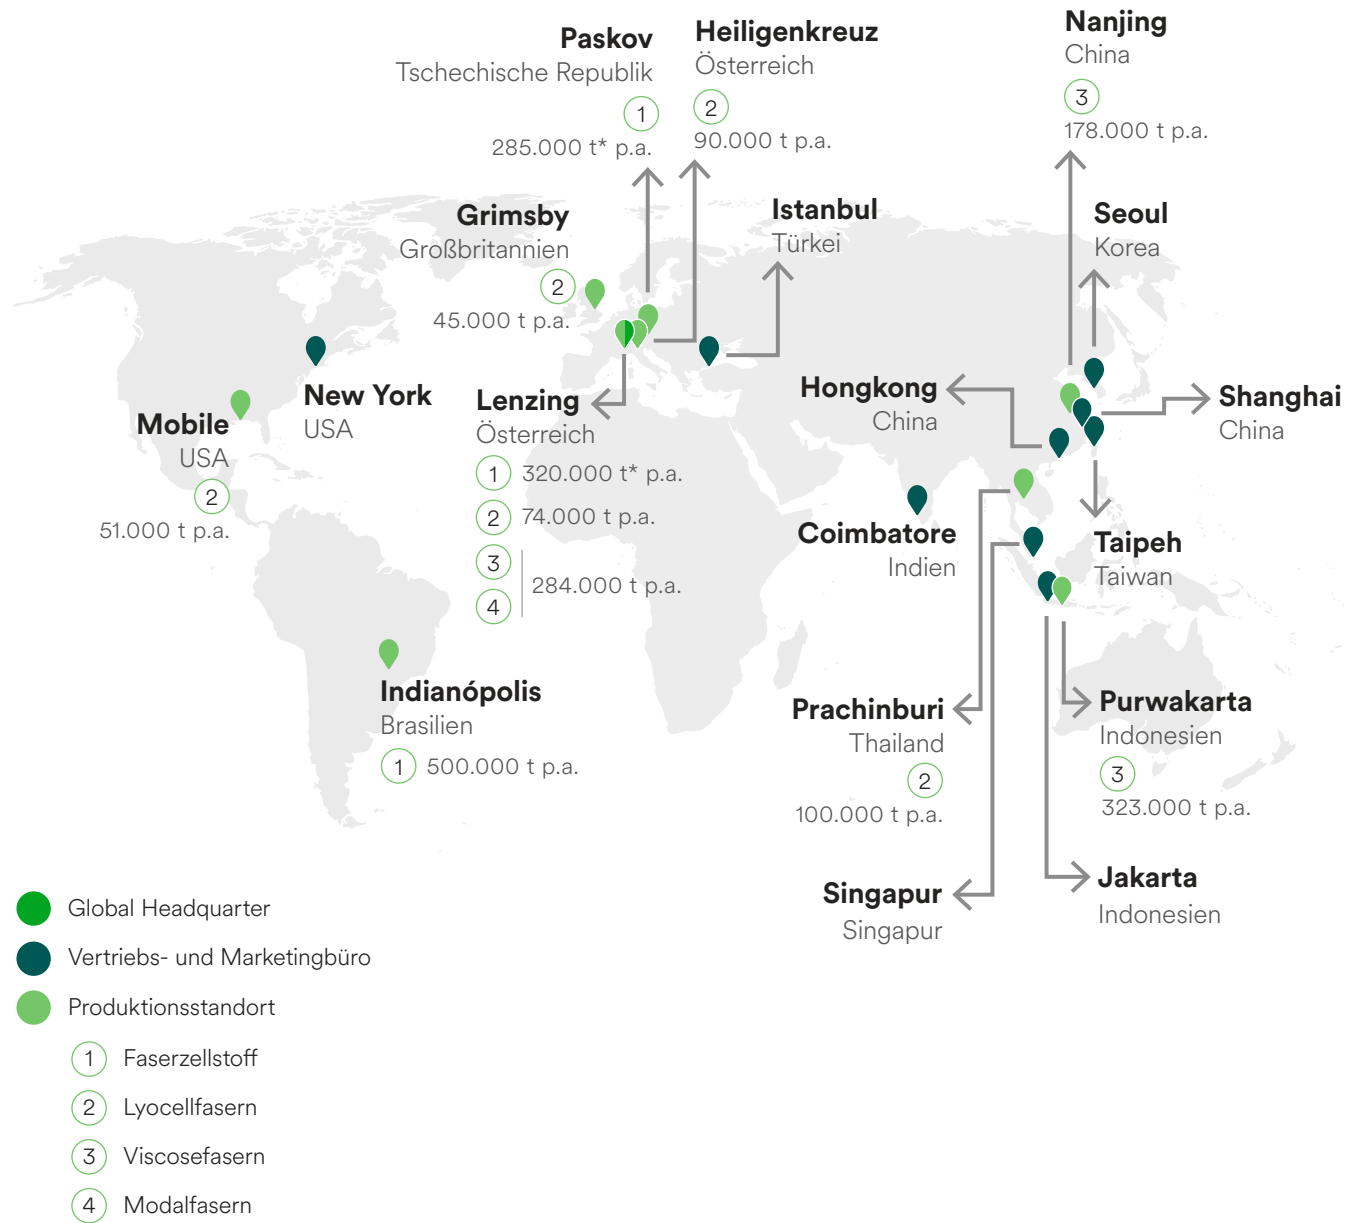 Paskov
Tschechische Republik
1
285.000 t* p.a.
Heiligenkreuz
Österreich
2
90.000 t p.a.
Nanjing
China
3
178.000 t p.a.
Grimsby
Großbritannien
2
45.000 t p.a.
Istanbul
Türkei
Seoul
Korea
New York
USA
Mobile
USA
2
51.000 t p.a.
Lenzing
Österreich
1 320.000 t* p.a.
2 74.000 t p.a.
3
284.000 t p.a.
4
Hongkong
China
Shanghai
China
Coimbatore
Indien
Taipeh
Taiwan
Indianópolis
Brasilien
1 500.000 t p.a.
Prachinburi
Thailand
2
100.000 t p.a.
Purwakarta
Indonesien
3
323.000 t p.a.
Singapur
Singapur
Jakarta
Indonesien
Global Headquarter
Vertriebs- und Marketingbüro
Produktionsstandort
1 Faserzellstoff
2 Lyocellfasern
3 Viscosefasern
4 Modalfasern